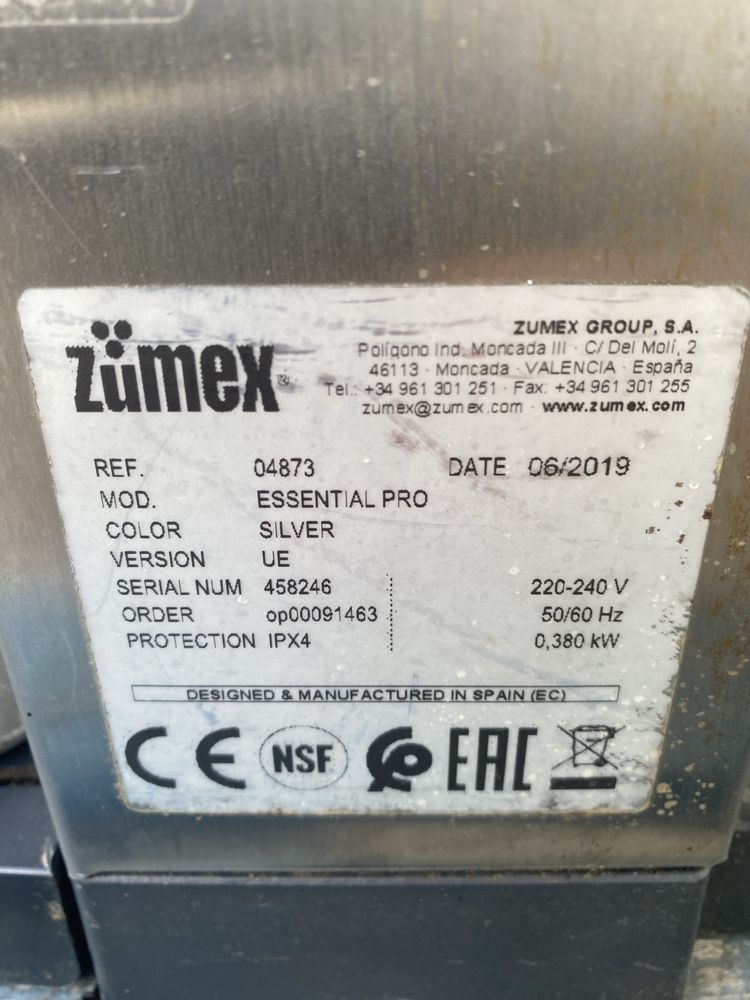 zümex®
ZUMEX GROUP, S.A.
Polígono Ind. Moncada III · C/ Del Molí, 2
46113 · Moncada · VALENCIA · España
Tel.: +34 961 301 251 · Fax: +34 961 301 255
zumex@zumex.com · www.zumex.com
REF. 04873 DATE 06/2019
MOD. ESSENTIAL PRO
COLOR SILVER
VERSION UE
SERIAL NUM 458246 220-240 V
ORDER op00091463 50/60 Hz
PROTECTION IPX4 0,380 kW
DESIGNED & MANUFACTURED IN SPAIN (EC)
CE NSF EAC